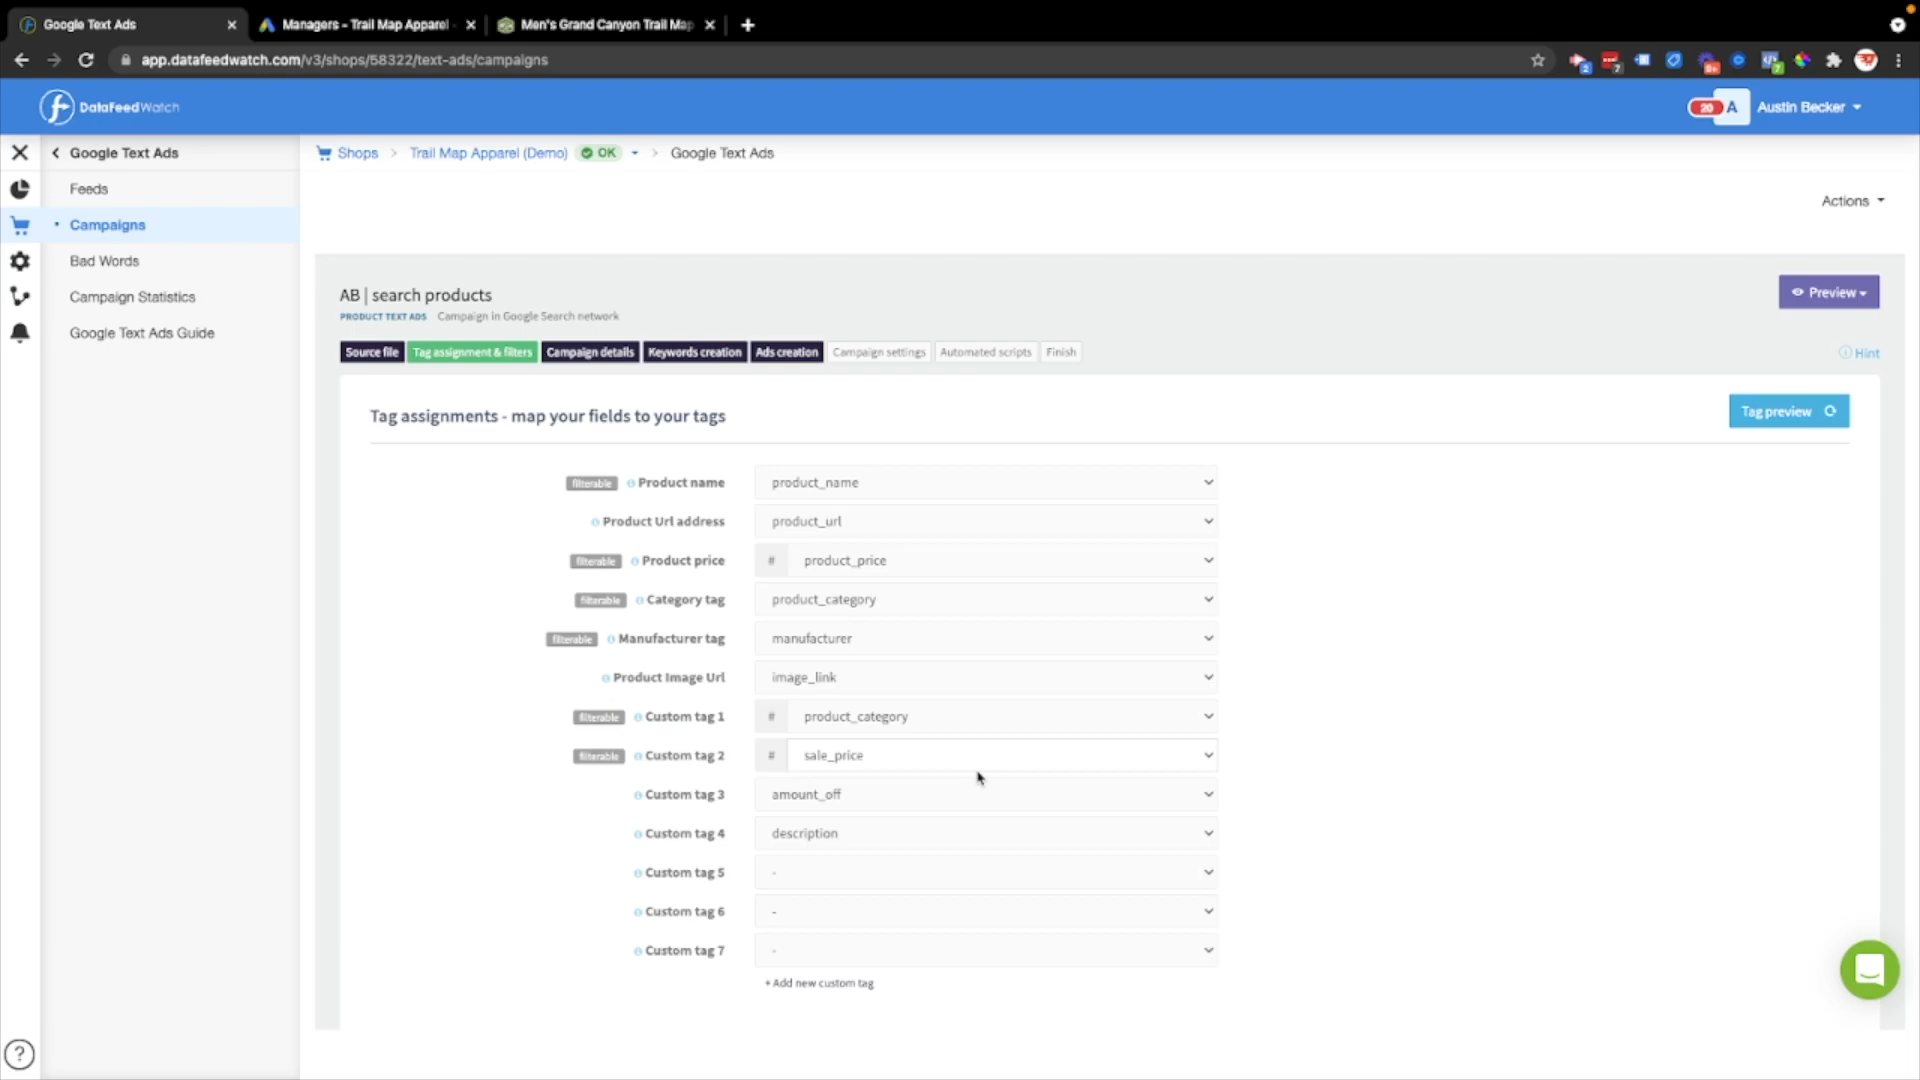 Google Text Ads
Managers - Trail Map Apparel
Men's Grand Canyon Trail Map
app.datafeedwatch.com/v3/shops/58322/text-ads/campaigns
DataFeedWatch
20
A
Austin Becker
Google Text Ads
Shops > Trail Map Apparel (Demo) OK > Google Text Ads
Feeds
Campaigns
Bad Words
Campaign Statistics
Google Text Ads Guide
Actions
AB | search products
PRODUCT TEXT ADS Campaign in Google Search network
Preview
Source file Tag assignment & filters Campaign details Keywords creation Ads creation Campaign settings Automated scripts Finish
Hint
Tag assignments - map your fields to your tags
Tag preview
filterable Product name product_name
Product Url address product_url
filterable Product price # product_price
filterable Category tag product_category
filterable Manufacturer tag manufacturer
Product Image Url image_link
filterable Custom tag 1 # product_category
filterable Custom tag 2 # sale_price
Custom tag 3 amount_off
Custom tag 4 description
Custom tag 5 -
Custom tag 6 -
Custom tag 7 -
+ Add new custom tag
?